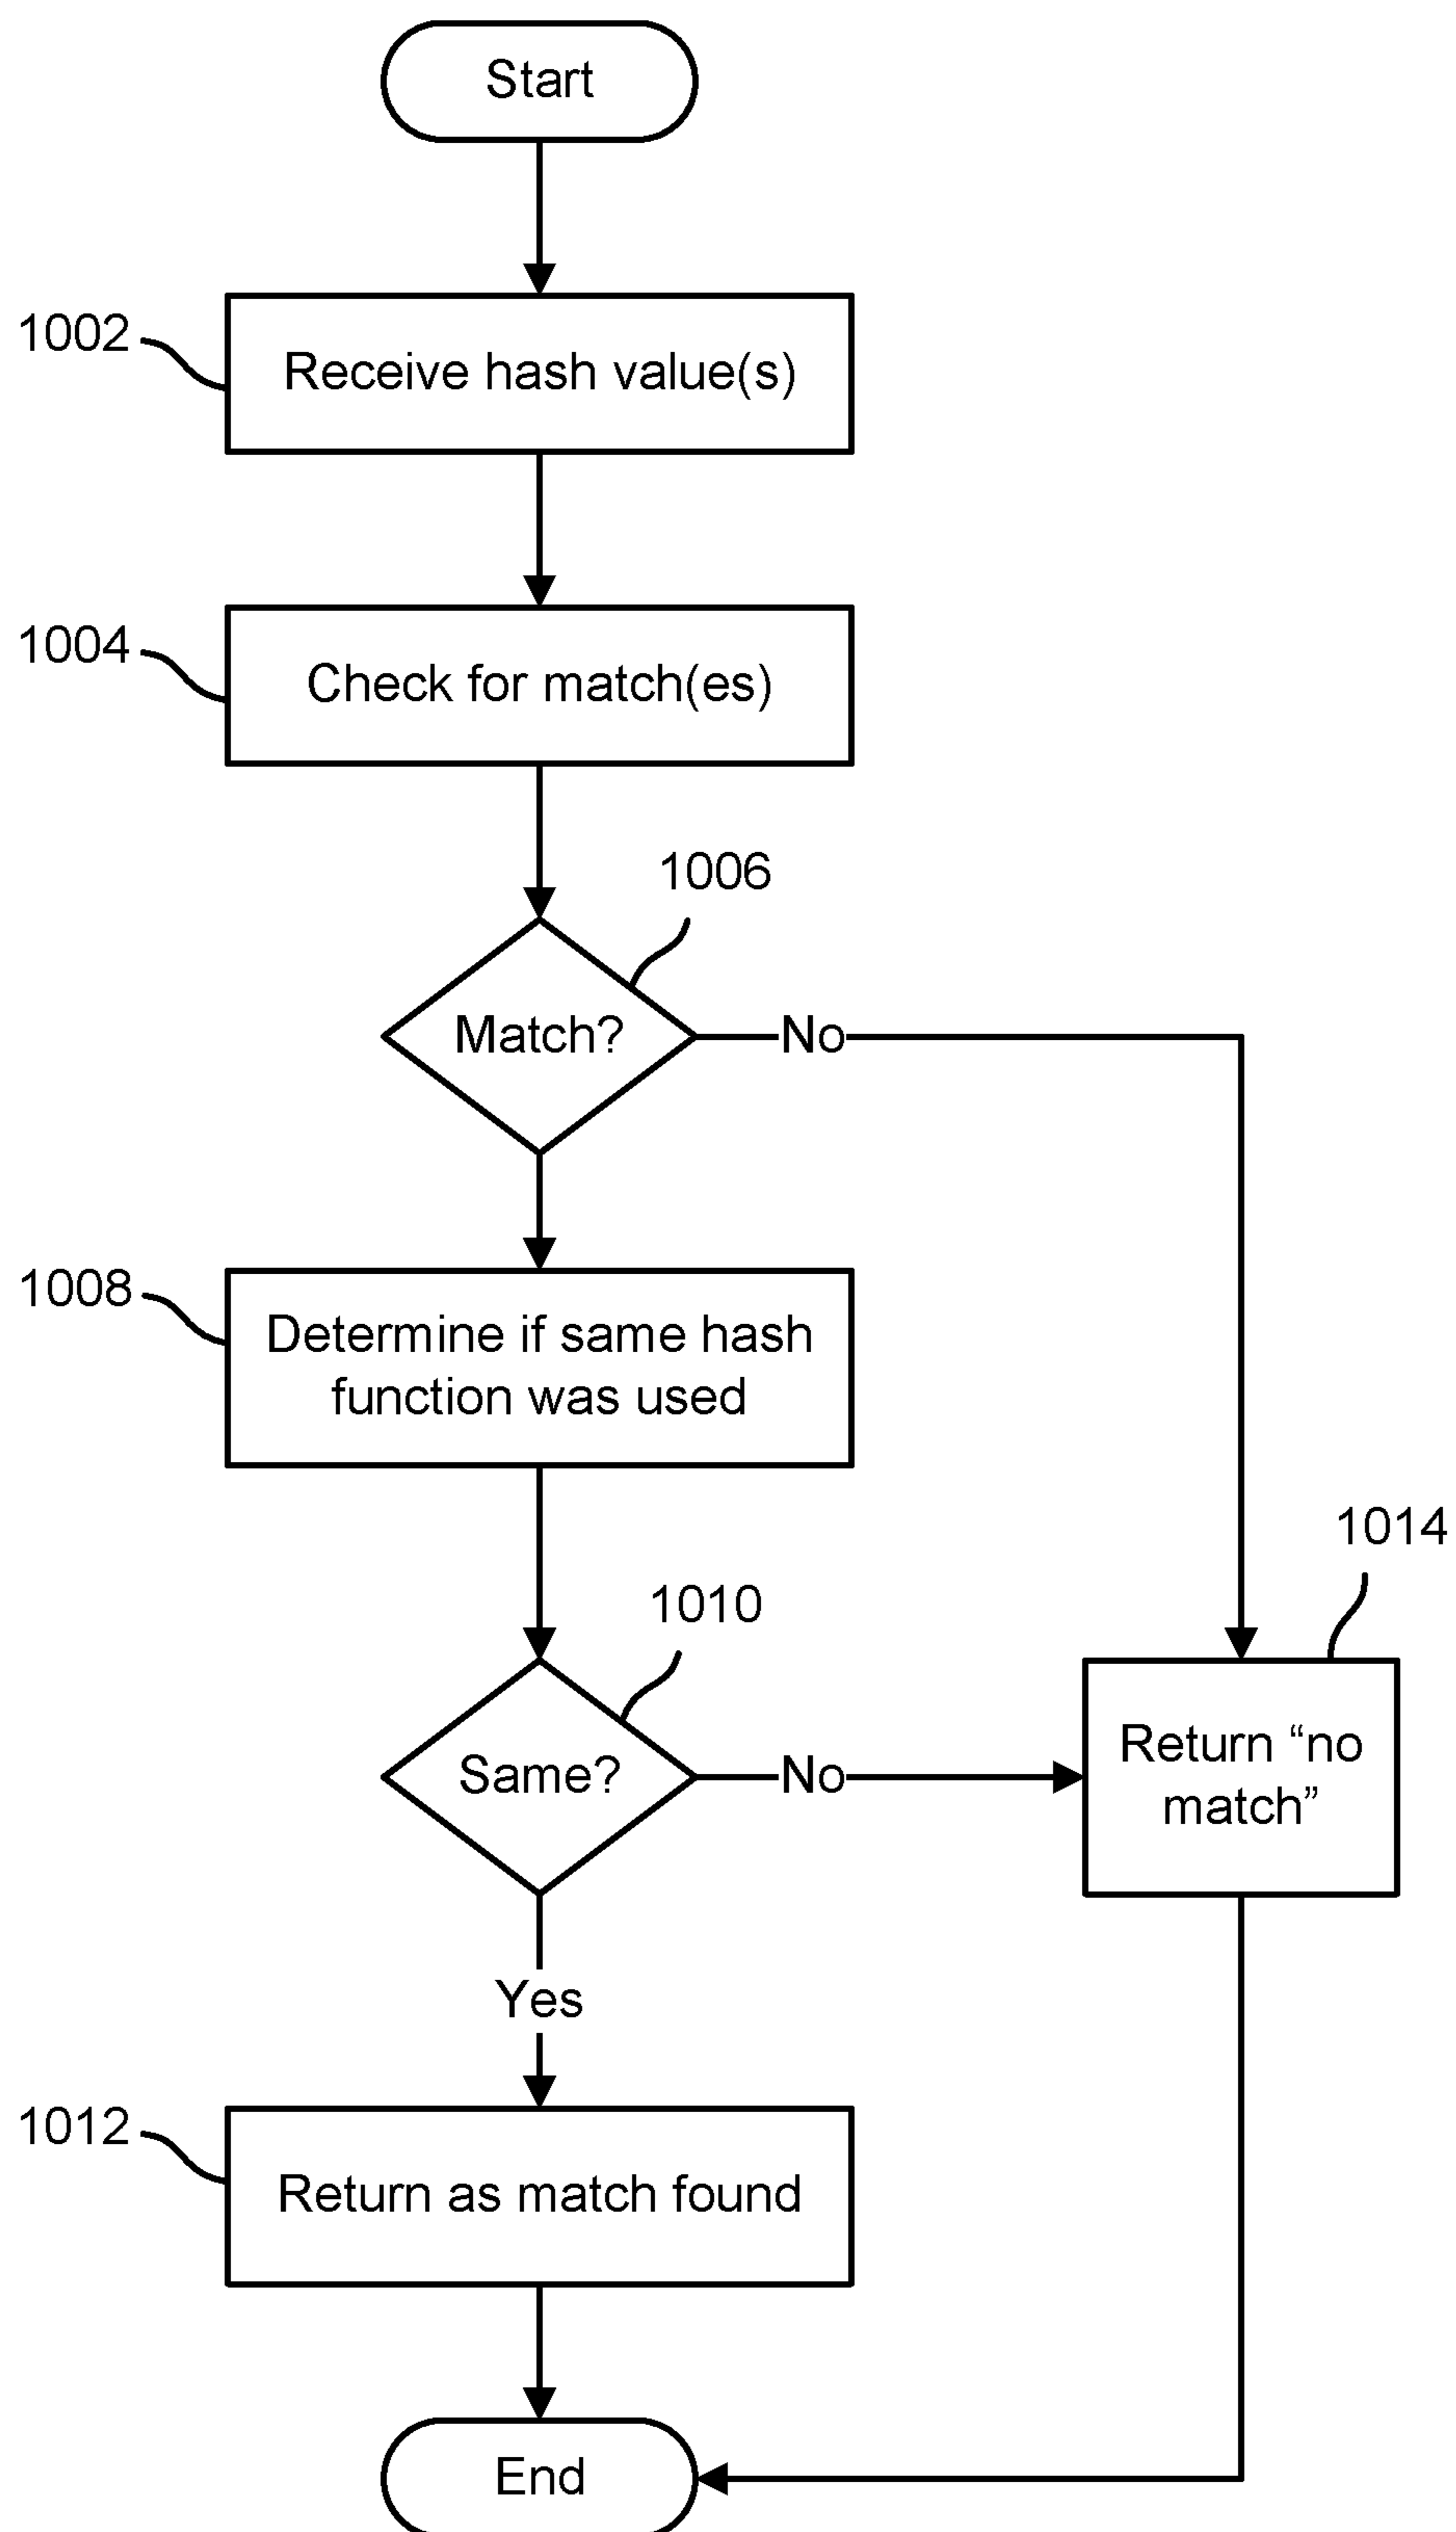 Start
1002
Receive hash value(s)
1004
Check for match(es)
1006
Match?
No
1008
Determine if same hash
function was used
1014
1010
Same?
No
Return “no
match”
Yes
1012
Return as match found
End